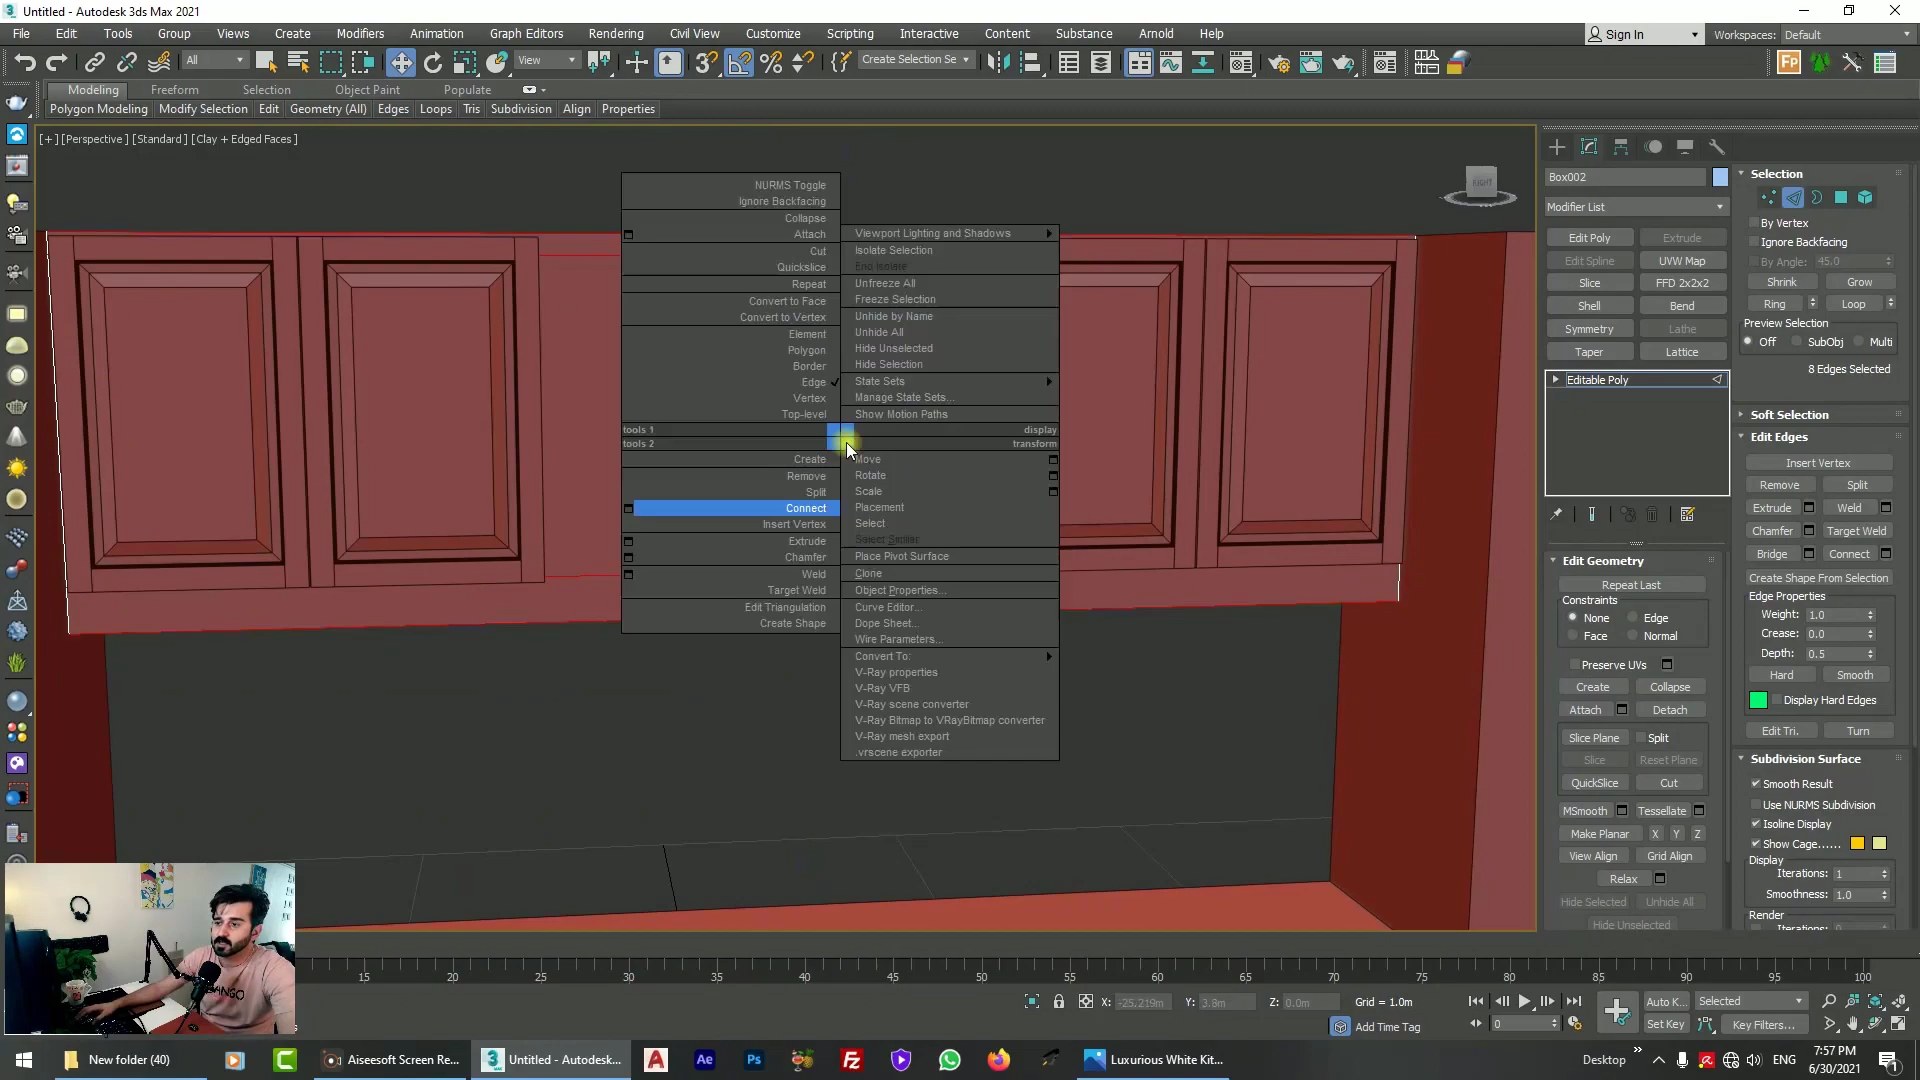 Untitled - Autodesk 3ds Max 2021
File Edit Tools Group Views Create Modifiers Animation Graph Editors Rendering Civil View Customize Scripting Interactive Content Substance Arnold Help
Sign In Workspaces: Default
All View Create Selection Se
Modeling Freeform Selection Object Paint Populate
Polygon Modeling Modify Selection Edit Geometry (All) Edges Loops Tris Subdivision Align Properties
[+] [Perspective ] [Standard ] [Clay + Edged Faces ]
RIGHT
NURMS Toggle
Ignore Backfacing
Collapse
Attach
Cut
Quickslice
Repeat
Convert to Face
Convert to Vertex
Element
Polygon
Border
Edge
Vertex
Top-level
tools 1
tools 2
Create
Remove
Split
Connect
Insert Vertex
Extrude
Chamfer
Weld
Target Weld
Edit Triangulation
Create Shape
Viewport Lighting and Shadows
Isolate Selection
End Isolate
Unfreeze All
Freeze Selection
Unhide by Name
Unhide All
Hide Unselected
Hide Selection
State Sets
Manage State Sets...
Show Motion Paths
display
transform
Move
Rotate
Scale
Placement
Select
Select Similar
Place Pivot Surface
Clone
Object Properties...
Curve Editor...
Dope Sheet...
Wire Parameters...
Convert To:
V-Ray properties
V-Ray VFB
V-Ray scene converter
V-Ray Bitmap to VRayBitmap converter
V-Ray mesh export
.vrscene exporter
Box002
Modifier List
Edit Poly Extrude
Edit Spline UVW Map
Slice FFD 2x2x2
Shell Bend
Symmetry Lathe
Taper Lattice
Editable Poly
Edit Geometry
Repeat Last
Constraints
None Edge
Face Normal
Preserve UVs
Create Collapse
Attach Detach
Slice Plane Split
Slice Reset Plane
QuickSlice Cut
MSmooth Tessellate
Make Planar X Y Z
View Align Grid Align
Relax
Hide Selected Unhide All
Hide Unselected
Selection
By Vertex
Ignore Backfacing
By Angle: 45.0
Shrink Grow
Ring Loop
Preview Selection
Off SubObj Multi
8 Edges Selected
Soft Selection
Edit Edges
Insert Vertex
Remove Split
Extrude Weld
Chamfer Target Weld
Bridge Connect
Create Shape From Selection
Edge Properties
Weight: 1.0
Crease: 0.0
Depth: 0.5
Hard Smooth
Display Hard Edges
Edit Tri. Turn
Subdivision Surface
Smooth Result
Use NURMS Subdivision
Isoline Display
Show Cage......
Display
Iterations: 1
Smoothness: 1.0
Render
15 20 25 30 35 40 45 50 55 60 65 70 75 80 85 90 95 100
X: -25,219m Y: 3.8m Z: 0.0m Grid = 1.0m
Add Time Tag
0
Auto K... Selected
Set Key Key Filters...
New folder (40) Aiseesoft Screen Re... Untitled - Autodesk... Luxurious White Kit...
Desktop ENG
7:57 PM
6/30/2021